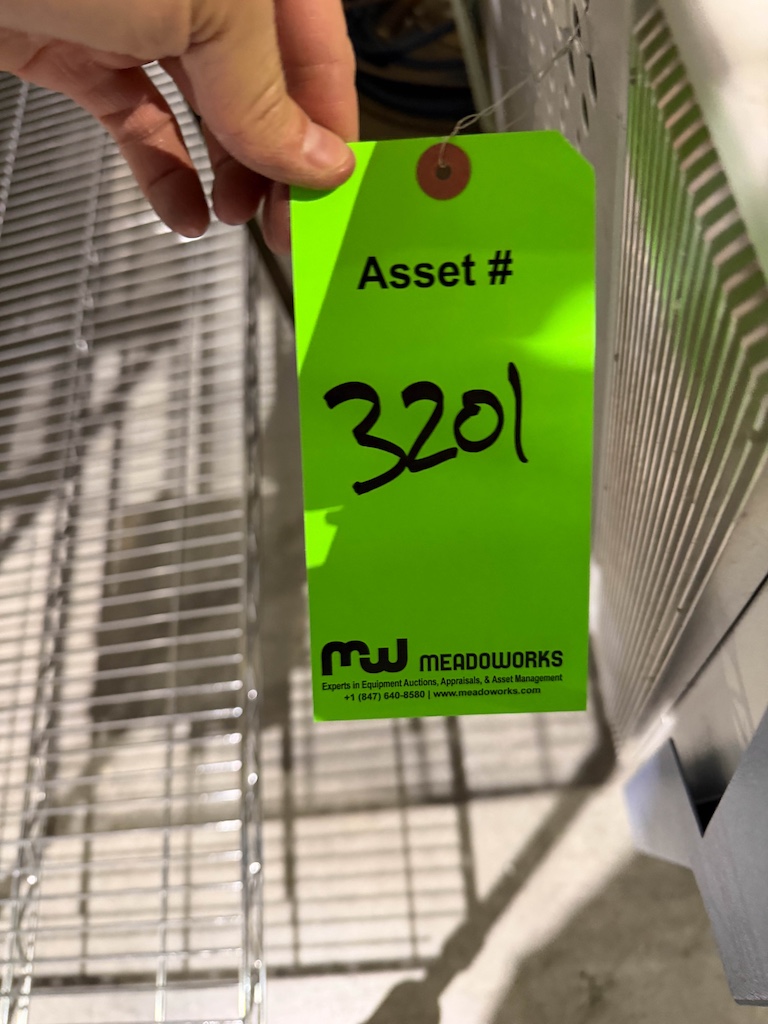 Asset #
3201
mw MEADOWORKS
Experts in Equipment Auctions, Appraisals, & Asset Management
+1 (847) 640-8580 | www.meadoworks.com